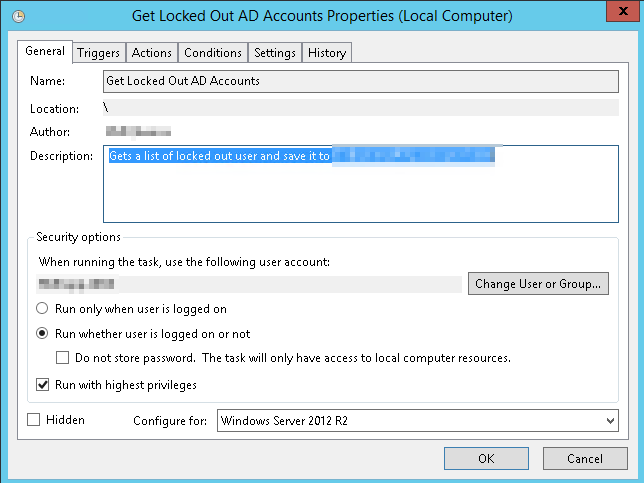 Get Locked Out AD Accounts Properties (Local Computer)
x
General Triggers Actions Conditions Settings History
Name: Get Locked Out AD Accounts
Location: \
Author:
Description: Gets a list of locked out user and save it to
Security options
When running the task, use the following user account:
Change User or Group...
Run only when user is logged on
Run whether user is logged on or not
Do not store password. The task will only have access to local computer resources.
Run with highest privileges
Hidden Configure for: Windows Server 2012 R2
OK Cancel